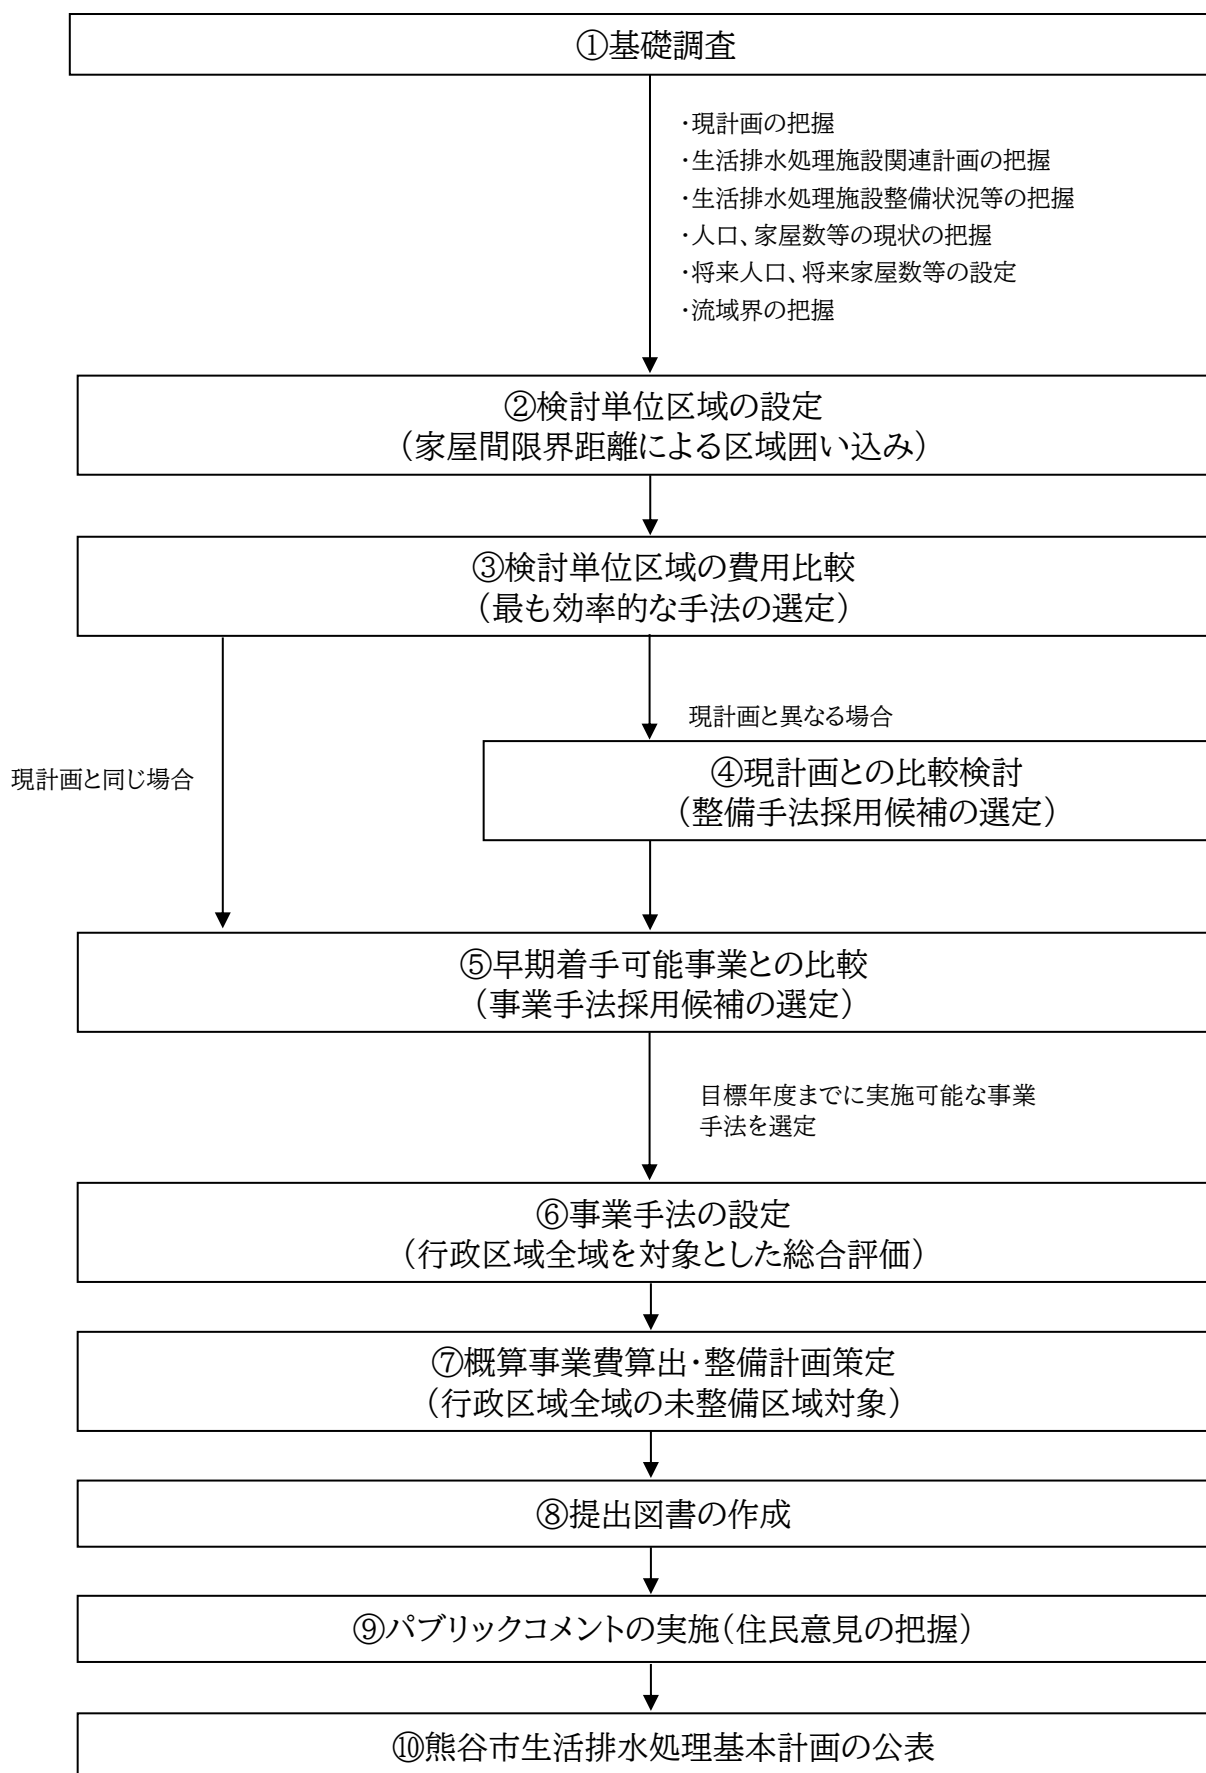 ①基礎調査
・現計画の把握
・生活排水処理施設関連計画の把握
・生活排水処理施設整備状況等の把握
・人口、家屋数等の現状の把握
・将来人口、将来家屋数等の設定
・流域界の把握
②検討単位区域の設定
（家屋間限界距離による区域囲い込み）
③検討単位区域の費用比較
（最も効率的な手法の選定）
現計画と異なる場合
現計画と同じ場合
④現計画との比較検討
（整備手法採用候補の選定）
⑤早期着手可能事業との比較
（事業手法採用候補の選定）
目標年度までに実施可能な事業
手法を選定
⑥事業手法の設定
（行政区域全域を対象とした総合評価）
⑦概算事業費算出・整備計画策定
（行政区域全域の未整備区域対象）
⑧提出図書の作成
⑨パブリックコメントの実施（住民意見の把握）
⑩熊谷市生活排水処理基本計画の公表